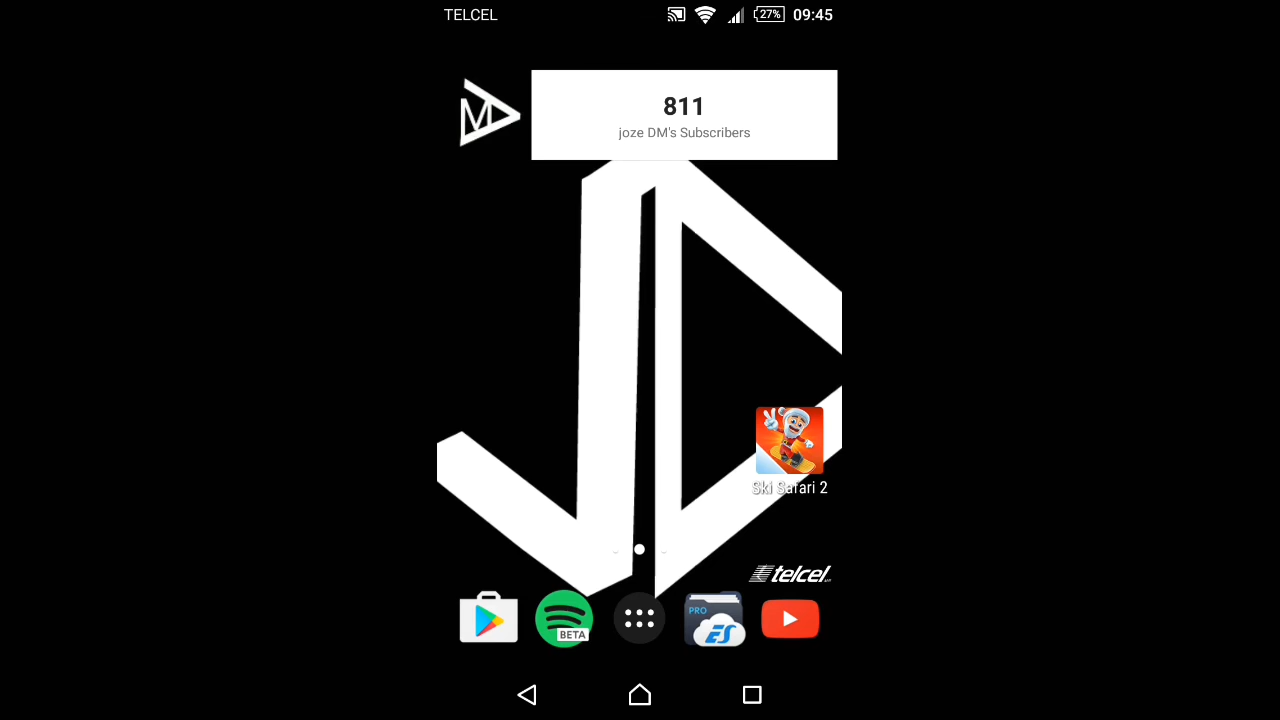 TELCEL
27%
09:45
811
joze DM's Subscribers
Ski Safari 2
telcel
BETA
PRO
ES